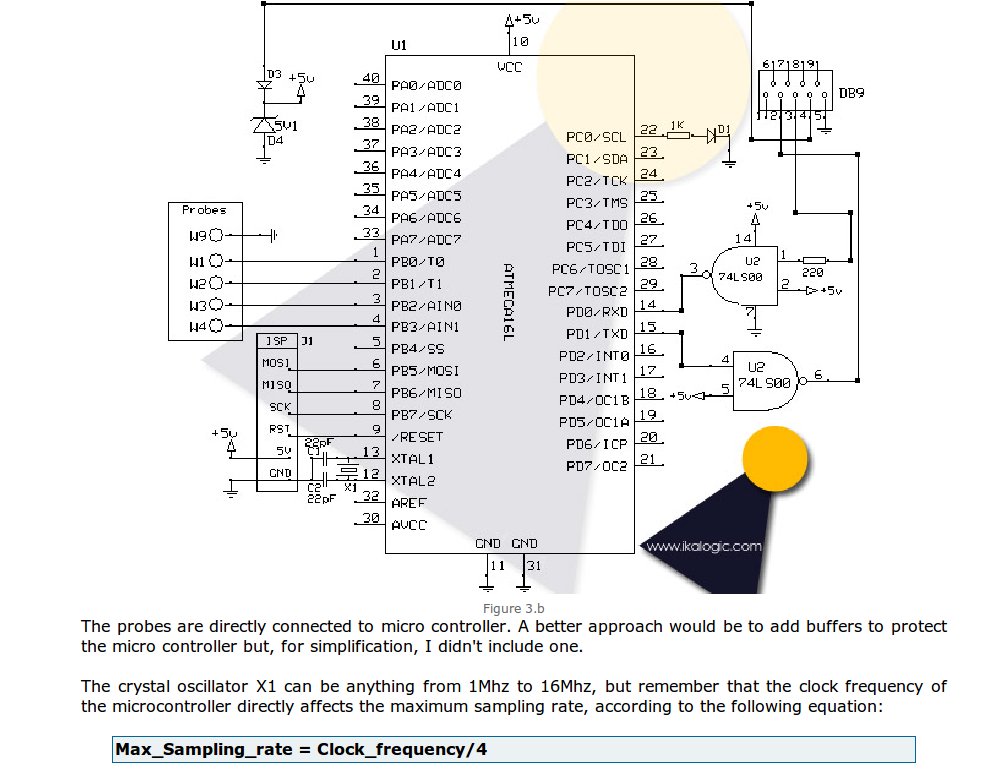 +5v
10
U1
VCC
D3
+5v
5V1
D4
6 7 8 9
DB9
1 2 3 4 5
40 PA0/ADC0
39 PA1/ADC1
38 PA2/ADC2
37 PA3/ADC3
36 PA4/ADC4
35 PA5/ADC5
34 PA6/ADC6
33 PA7/ADC7
1 PB0/T0
2 PB1/T1
3 PB2/AIN0
4 PB3/AIN1
5 PB4/SS
6 PB5/MOSI
7 PB6/MISO
8 PB7/SCK
9 /RESET
13 XTAL1
12 XTAL2
32 AREF
30 AVCC
ATMEGA16L
PC0/SCL 22
PC1/SDA 23
PC2/TCK 24
PC3/TMS 25
PC4/TDO 26
PC5/TDI 27
PC6/TOSC1 28
PC7/TOSC2 29
PD0/RXD 14
PD1/TXD 15
PD2/INT0 16
PD3/INT1 17
PD4/OC1B 18
PD5/OC1A 19
PD6/ICP 20
PD7/OC2 21
GND GND
11 31
1K D1
Probes
W9
W1
W2
W3
W4
ISP J1
MOSI
MISO
SCK
RST
5V
GND
+5v
22pF
C1
X1
C2
22pF
+5v
14
U2
74LS00
3
1
220
2
+5v
7
U2
74LS00
4
5
+5v
6
www.ikalogic.com
Figure 3.b
The probes are directly connected to micro controller. A better approach would be to add buffers to protect
the micro controller but, for simplification, I didn't include one.
The crystal oscillator X1 can be anything from 1Mhz to 16Mhz, but remember that the clock frequency of
the microcontroller directly affects the maximum sampling rate, according to the following equation:
Max_Sampling_rate = Clock_frequency/4